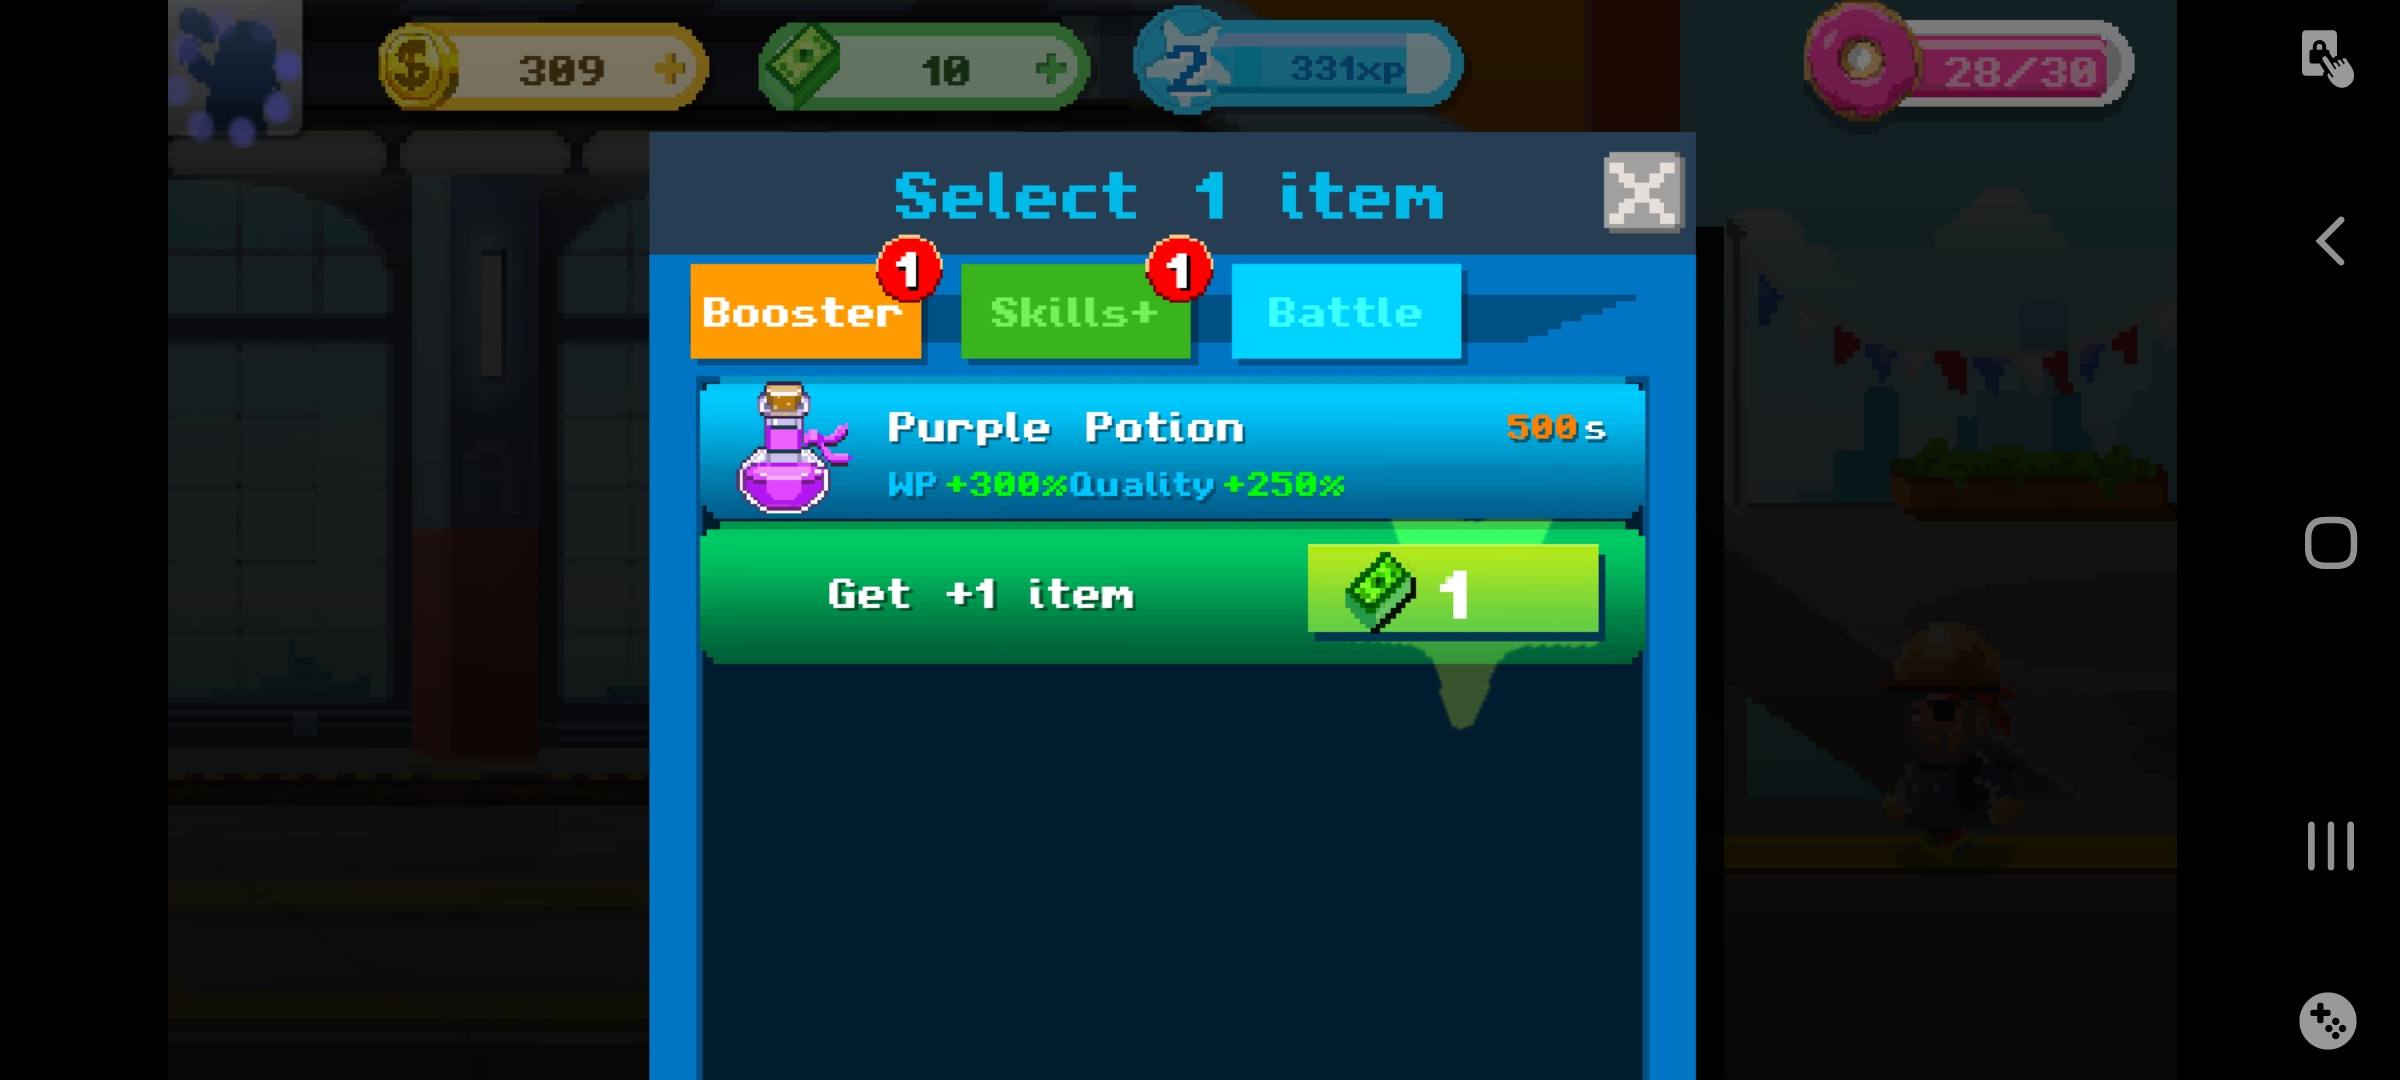 309 +
10 +
2 331xp
28/30
Select 1 item
Booster 1
Skills+ 1
Battle
Purple Potion 500s
WP +300% Quality +250%
Get +1 item 1